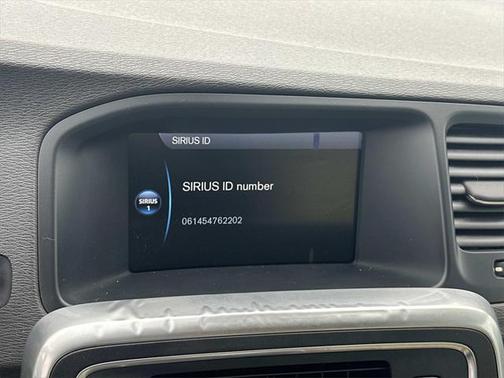 SIRIUS ID
SIRIUS ID number
SIRIUS
1
061454762202